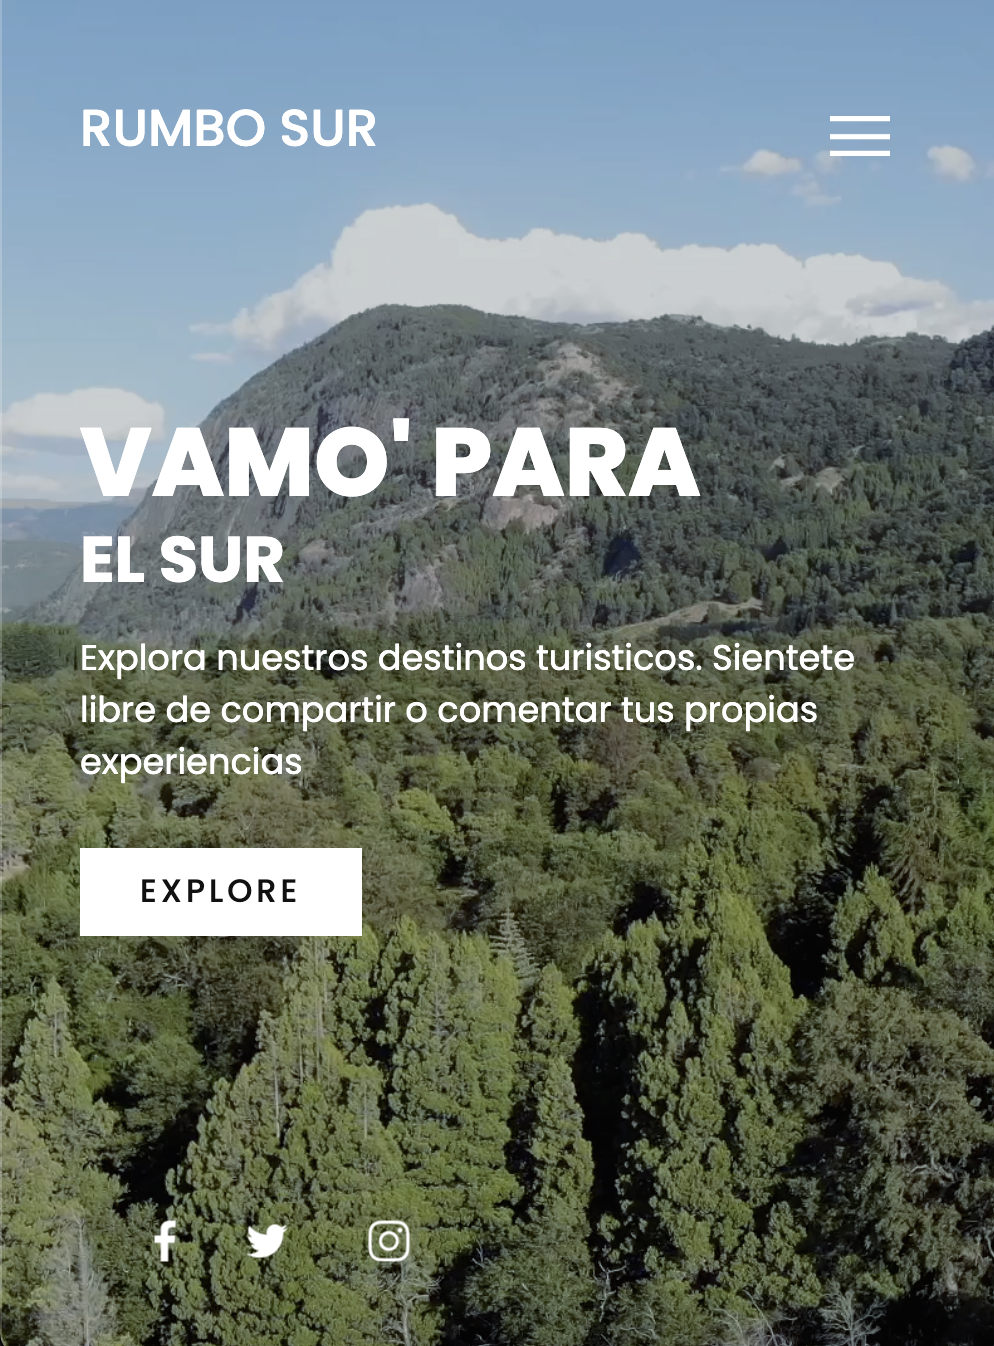 RUMBO SUR
VAMO' PARA
EL SUR
Explora nuestros destinos turisticos. Sientete
libre de compartir o comentar tus propias
experiencias
EXPLORE